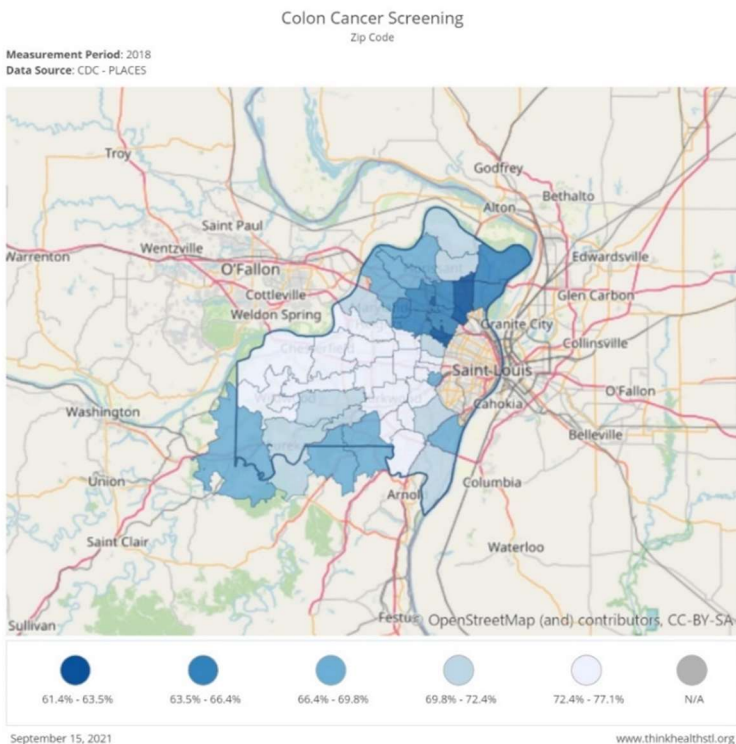 Colon Cancer Screening
Zip Code
Measurement Period: 2018
Data Source: CDC - PLACES
Troy
Godfrey
Bethalto
Alton
Saint Paul
Wentzville
Edwardsville
Warrenton
O'Fallon
Cottleville
Glen Carbon
Weldon Spring
Granite City
Collinsville
Chesterfield
Saint-Louis
O'Fallon
Cahokia
Washington
Belleville
Union
Columbia
Arnol
Saint Clair
Waterloo
Festus
OpenStreetMap (and) contributors, CC-BY-SA
Sullivan
61.4% - 63.5% 63.5% - 66.4% 66.4% - 69.8% 69.8% - 72.4% 72.4% - 77.1% N/A
September 15, 2021 www.thinkhealthstl.org